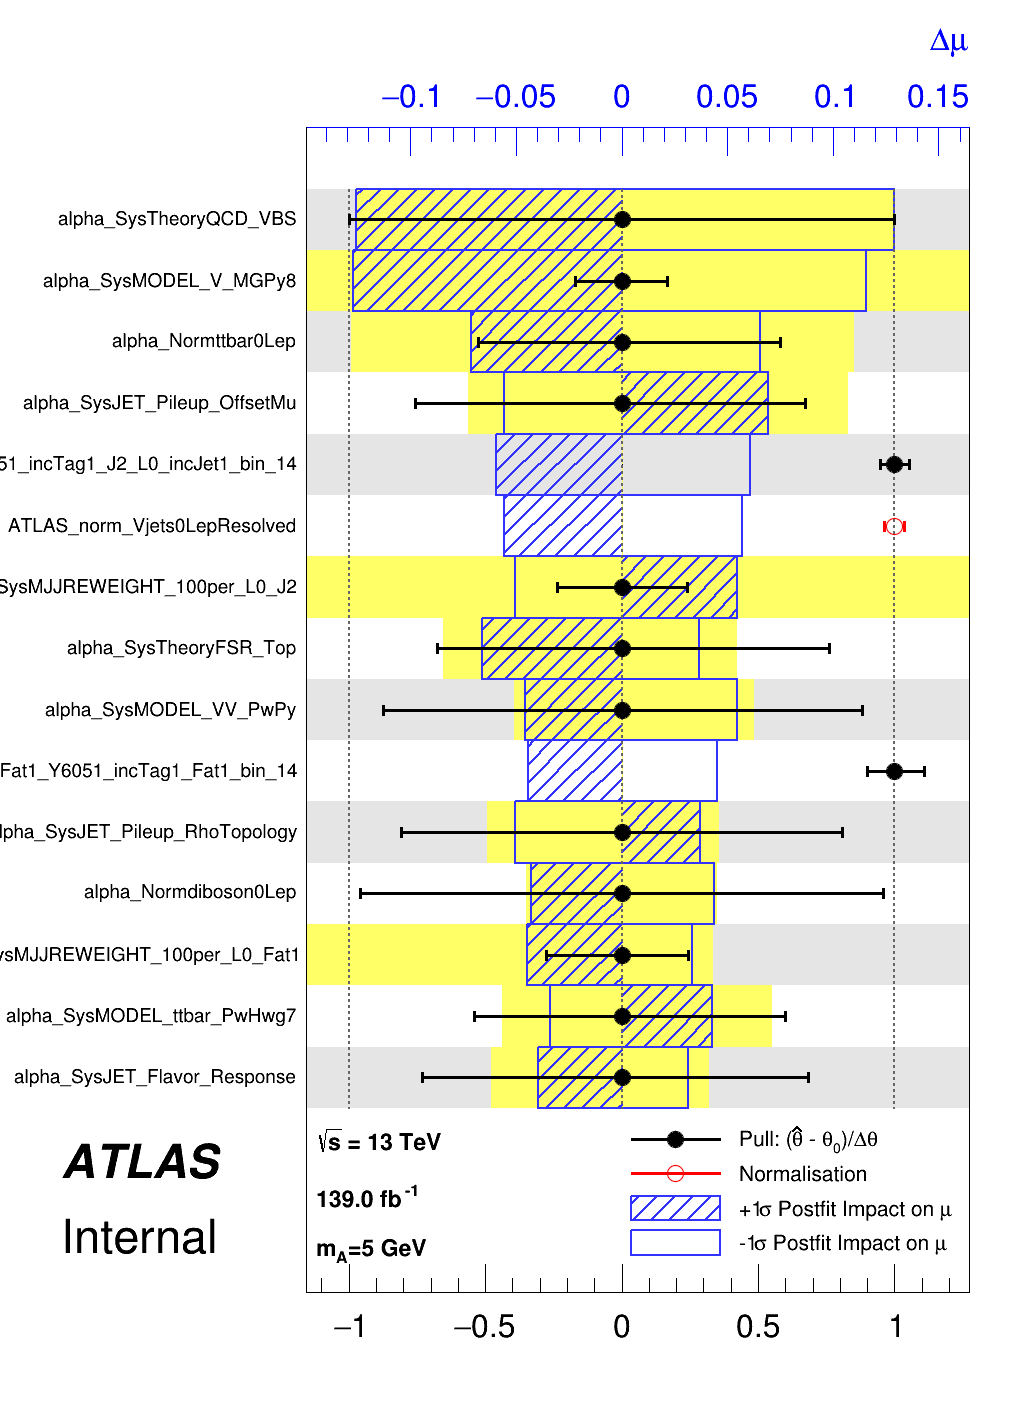 Δμ
−0.1 −0.05 0 0.05 0.1 0.15
alpha_SysTheoryQCD_VBS
alpha_SysMODEL_V_MGPy8
alpha_Normttbar0Lep
alpha_SysJET_Pileup_OffsetMu
51_incTag1_J2_L0_incJet1_bin_14
ATLAS_norm_Vjets0LepResolved
SysMJJREWEIGHT_100per_L0_J2
alpha_SysTheoryFSR_Top
alpha_SysMODEL_VV_PwPy
Fat1_Y6051_incTag1_Fat1_bin_14
lpha_SysJET_Pileup_RhoTopology
alpha_Normdiboson0Lep
ysMJJREWEIGHT_100per_L0_Fat1
alpha_SysMODEL_ttbar_PwHwg7
alpha_SysJET_Flavor_Response
ATLAS
Internal
√s = 13 TeV
139.0 fb⁻¹
m_A=5 GeV
Pull: (θ̂ - θ₀)/Δθ
Normalisation
+1σ Postfit Impact on μ
-1σ Postfit Impact on μ
−1 −0.5 0 0.5 1